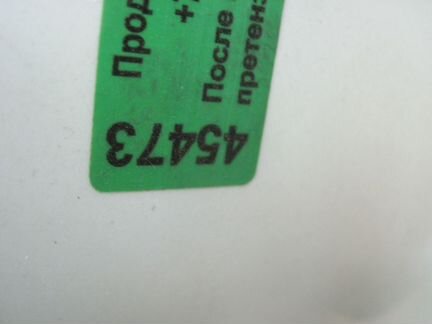 Прод
+
После
претенз
45473